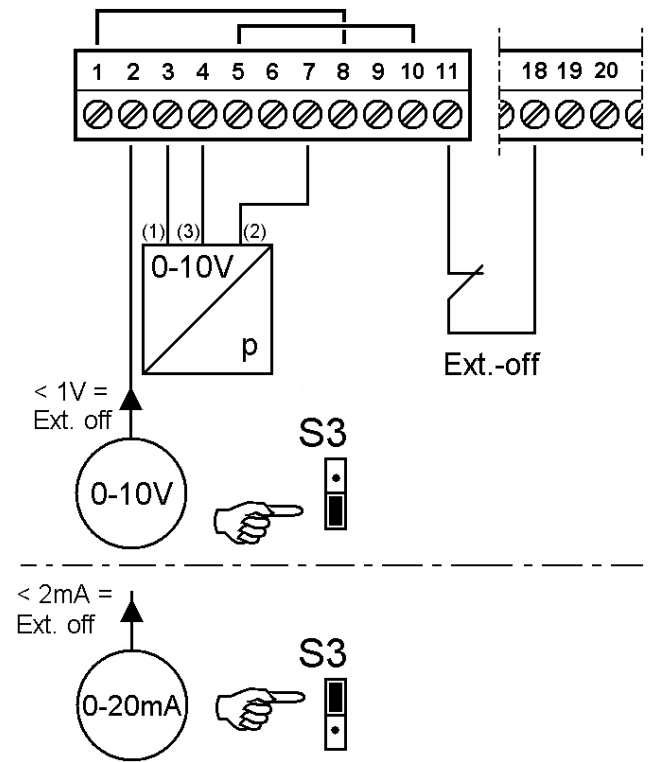 1 2 3 4 5 6 7 8 9 10 11 18 19 20
(1) (3) (2)
0-10V
p
Ext.-off
< 1V =
Ext. off
S3
0-10V
< 2mA =
Ext. off
S3
0-20mA